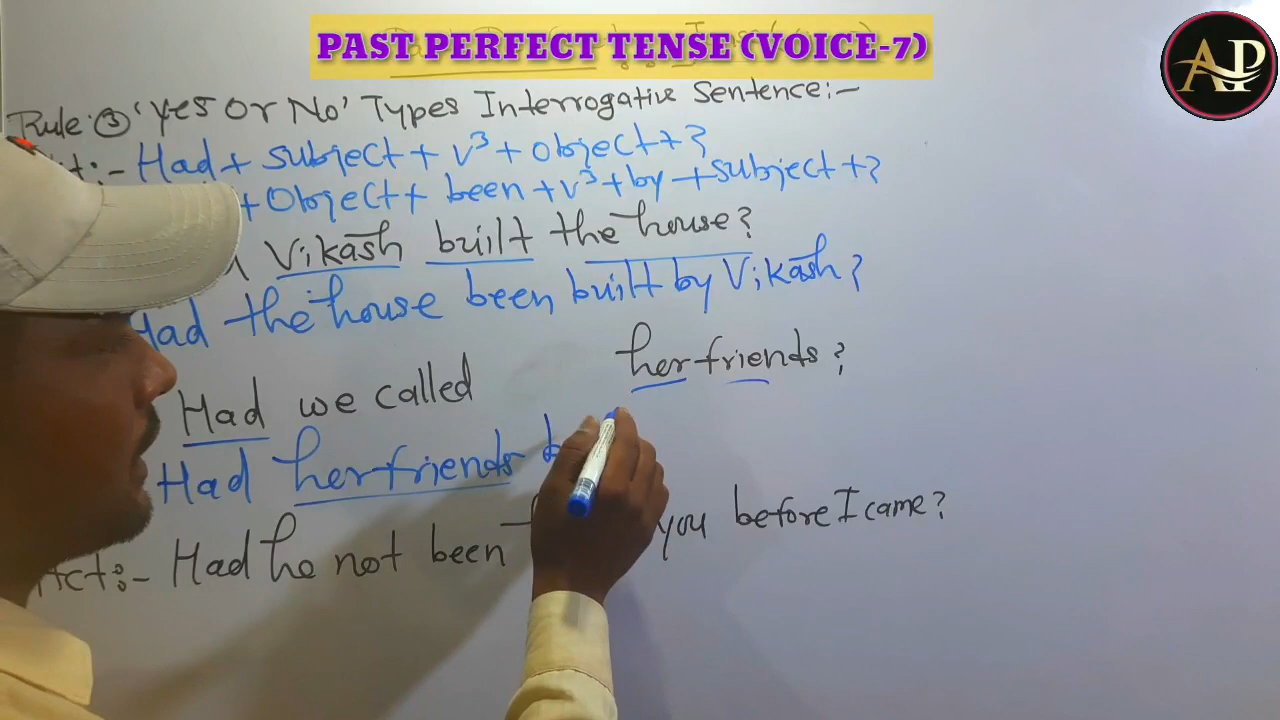 PAST PERFECT TENSE (VOICE-7)
AP
Rule:③ 'Yes Or No' Types Interrogative Sentence:-
:- Had + subject + v³ + object + ?
+ Object + been + v³ + by + subject + ?
Vikash built the house?
Had the house been built by Vikash?
Had we called her friends?
Had her friends b
Act:- Had he not been you before I came?